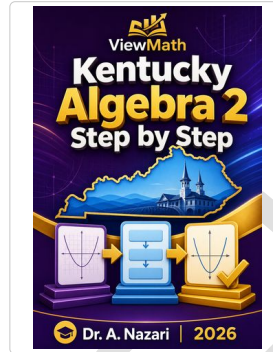 ViewMath
Kentucky
Algebra 2
Step by Step
Dr. A. Nazari | 2026